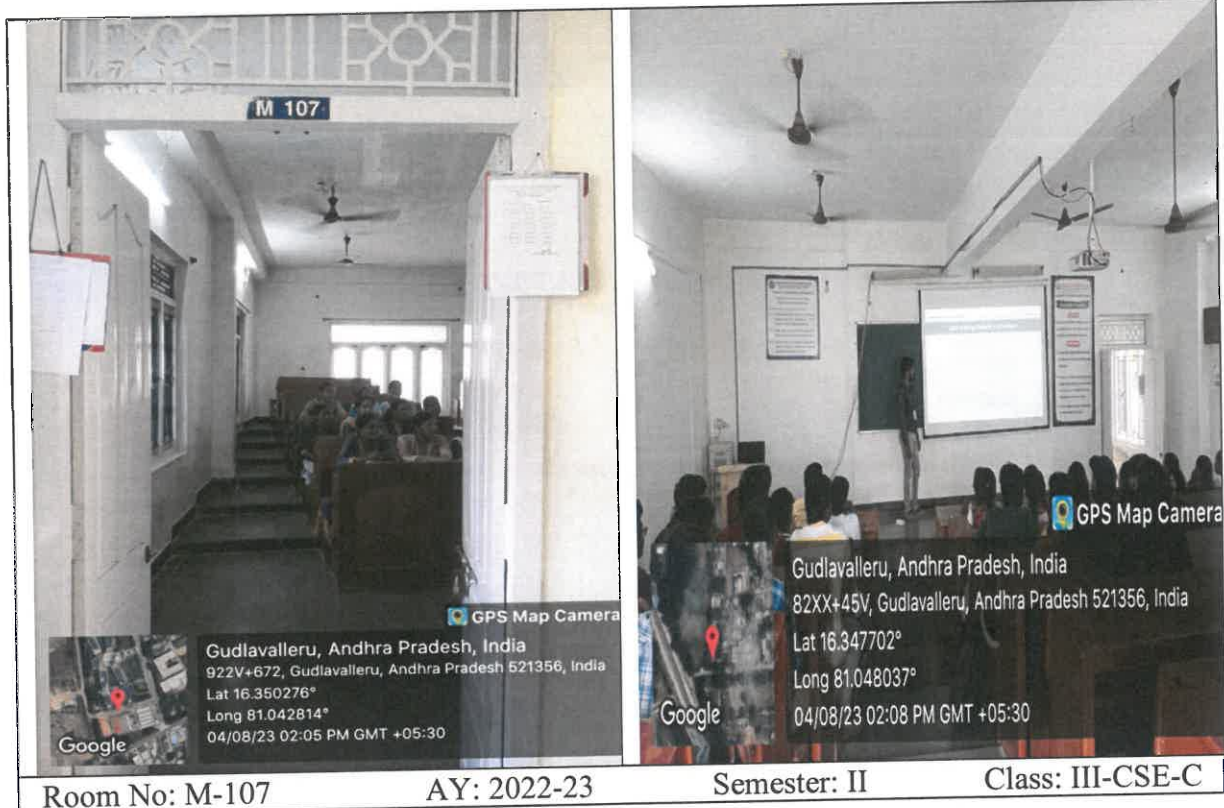 M 107
GPS Map Camera
Gudlavalleru, Andhra Pradesh, India
922V+672, Gudlavalleru, Andhra Pradesh 521356, India
Lat 16.350276°
Long 81.042814°
04/08/23 02:05 PM GMT +05:30
Google
GPS Map Camera
Gudlavalleru, Andhra Pradesh, India
82XX+45V, Gudlavalleru, Andhra Pradesh 521356, India
Lat 16.347702°
Long 81.048037°
04/08/23 02:08 PM GMT +05:30
Google
Room No: M-107 AY: 2022-23 Semester: II Class: III-CSE-C